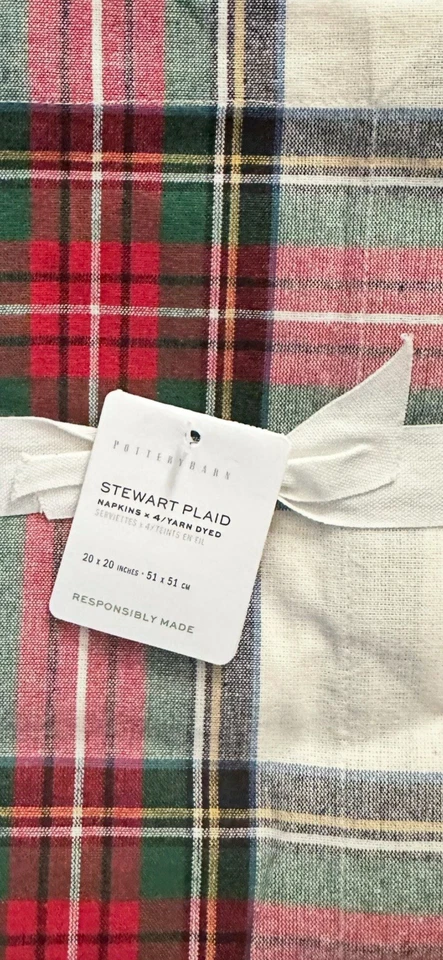 POTTERY BARN
STEWART PLAID
NAPKINS x 4/YARN DYED
SERVIETTES x 4/TEINTS EN FIL
20 x 20 INCHES · 51 x 51 CM
RESPONSIBLY MADE